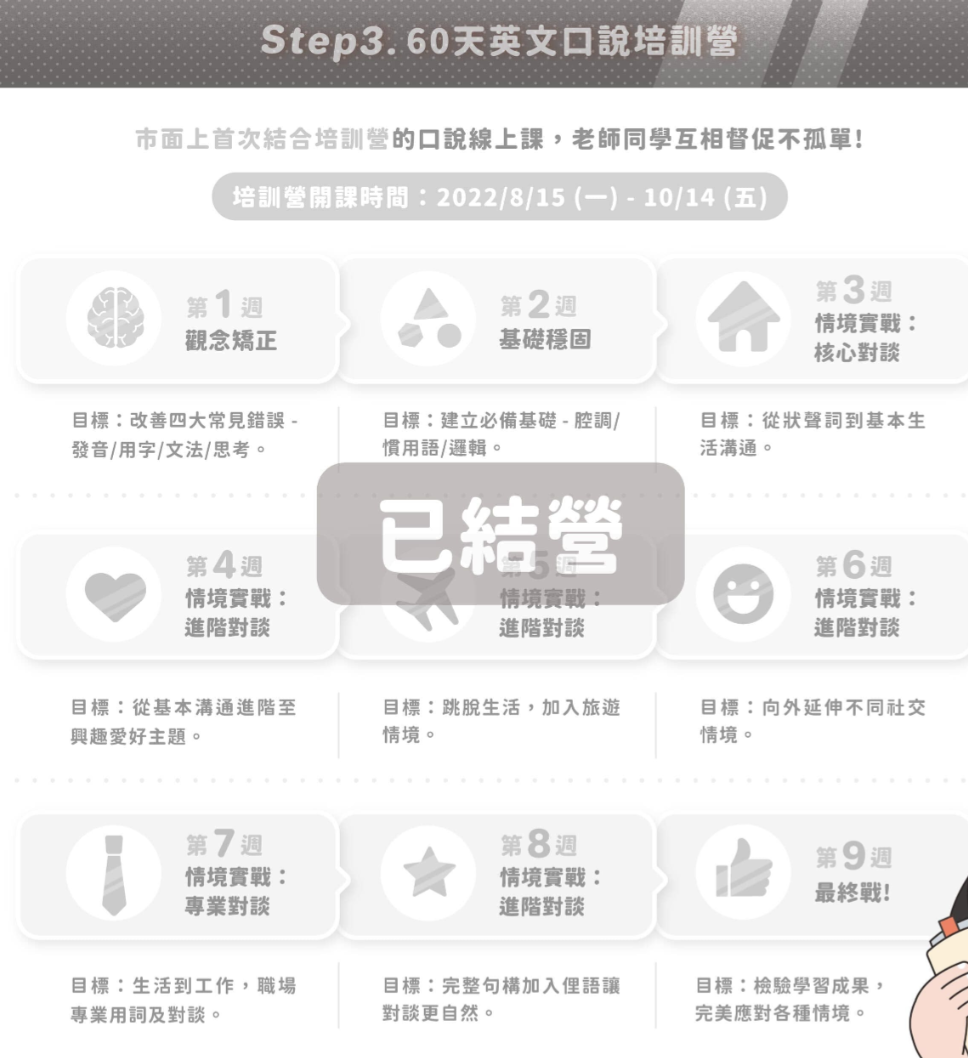 Step3. 60天英文口說培訓營
市面上首次結合培訓營的口說線上課，老師同學互相督促不孤單!
培訓營開課時間：2022/8/15 (一) - 10/14 (五)
第1週
觀念矯正
目標：改善四大常見錯誤 -
發音/用字/文法/思考。
第2週
基礎穩固
目標：建立必備基礎 - 腔調/
慣用語/邏輯。
第3週
情境實戰：
核心對談
目標：從狀聲詞到基本生
活溝通。
已結營
第4週
情境實戰：
進階對談
目標：從基本溝通進階至
興趣愛好主題。
第5週
情境實戰：
進階對談
目標：跳脫生活，加入旅遊
情境。
第6週
情境實戰：
進階對談
目標：向外延伸不同社交
情境。
第7週
情境實戰：
專業對談
目標：生活到工作，職場
專業用詞及對談。
第8週
情境實戰：
進階對談
目標：完整句構加入俚語讓
對談更自然。
第9週
最終戰!
目標：檢驗學習成果，
完美應對各種情境。